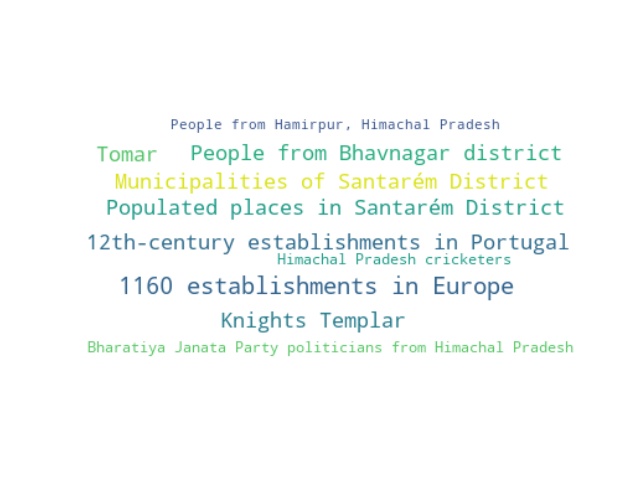 People from Hamirpur, Himachal Pradesh
Tomar People from Bhavnagar district
Municipalities of Santarém District
Populated places in Santarém District
12th-century establishments in Portugal
Himachal Pradesh cricketers
1160 establishments in Europe
Knights Templar
Bharatiya Janata Party politicians from Himachal Pradesh